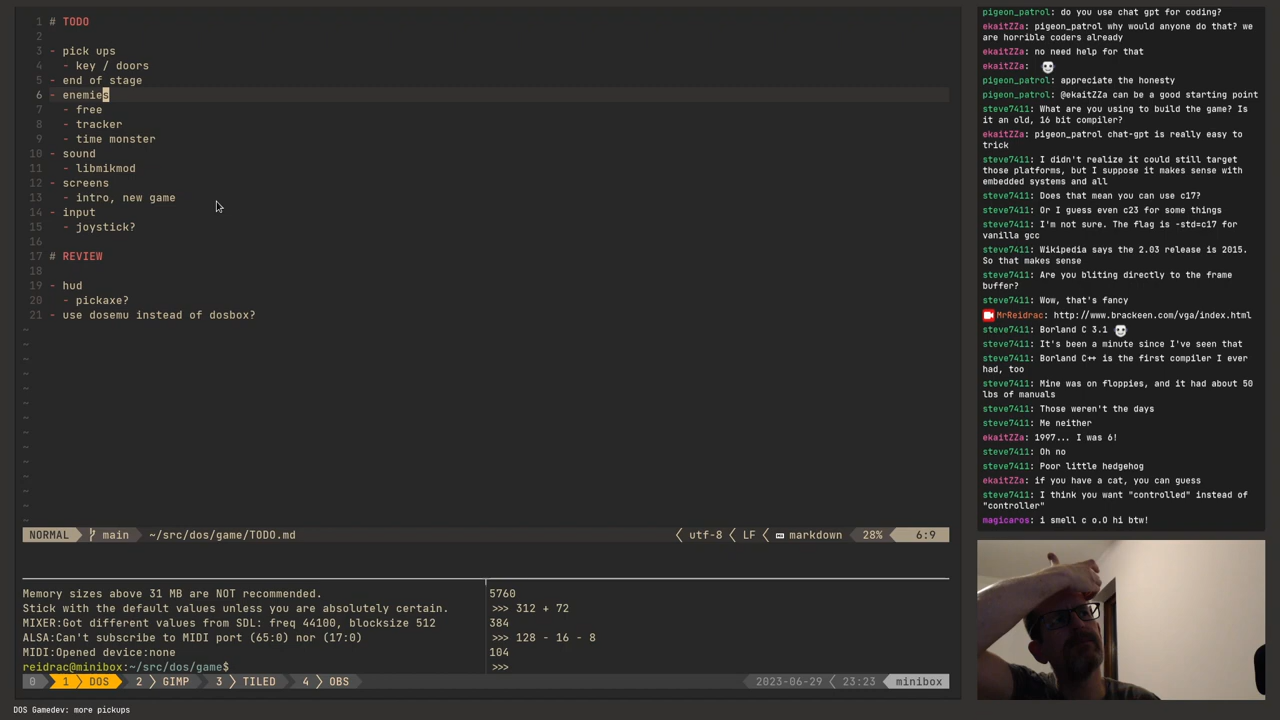 1 # TODO
2
3 - pick ups
4 - key / doors
5 - end of stage
6 - enemies
7 - free
8 - tracker
9 - time monster
10 - sound
11 - libmikmod
12 - screens
13 - intro, new game
14 - input
15 - joystick?
16
17 # REVIEW
18
19 - hud
20 - pickaxe?
21 - use dosemu instead of dosbox?
~
~
~
~
~
~
~
~
~
~
~
~
~
~
NORMAL main ~/src/dos/game/TODO.md utf-8 LF markdown 28% 6:9
Memory sizes above 31 MB are NOT recommended.
Stick with the default values unless you are absolutely certain.
MIXER:Got different values from SDL: freq 44100, blocksize 512
ALSA:Can't subscribe to MIDI port (65:0) nor (17:0)
MIDI:Opened device:none
reidrac@minibox:~/src/dos/game$
5760
>>> 312 + 72
384
>>> 128 - 16 - 8
104
>>>
0 1 DOS 2 GIMP 3 TILED 4 OBS 2023-06-29 23:23 minibox
DOS Gamedev: more pickups
pigeon_patrol: do you use chat gpt for coding?
ekaitZZa: pigeon_patrol why would anyone do that? we
are horrible coders already
ekaitZZa: no need help for that
ekaitZZa:
pigeon_patrol: appreciate the honesty
pigeon_patrol: @ekaitZZa can be a good starting point
steve7411: What are you using to build the game? Is
it an old, 16 bit compiler?
ekaitZZa: pigeon_patrol chat-gpt is really easy to
trick
steve7411: I didn't realize it could still target
those platforms, but I suppose it makes sense with
embedded systems and all
steve7411: Does that mean you can use c17?
steve7411: Or I guess even c23 for some things
steve7411: I'm not sure. The flag is -std=c17 for
vanilla gcc
steve7411: Wikipedia says the 2.03 release is 2015.
So that makes sense
steve7411: Are you bliting directly to the frame
buffer?
steve7411: Wow, that's fancy
MrReidrac: http://www.brackeen.com/vga/index.html
steve7411: Borland C 3.1
steve7411: It's been a minute since I've seen that
steve7411: Borland C++ is the first compiler I ever
had, too
steve7411: Mine was on floppies, and it had about 50
lbs of manuals
steve7411: Those weren't the days
steve7411: Me neither
ekaitZZa: 1997... I was 6!
steve7411: Oh no
steve7411: Poor little hedgehog
ekaitZZa: if you have a cat, you can guess
steve7411: I think you want "controlled" instead of
"controller"
magicaros: i smell c o.O hi btw!